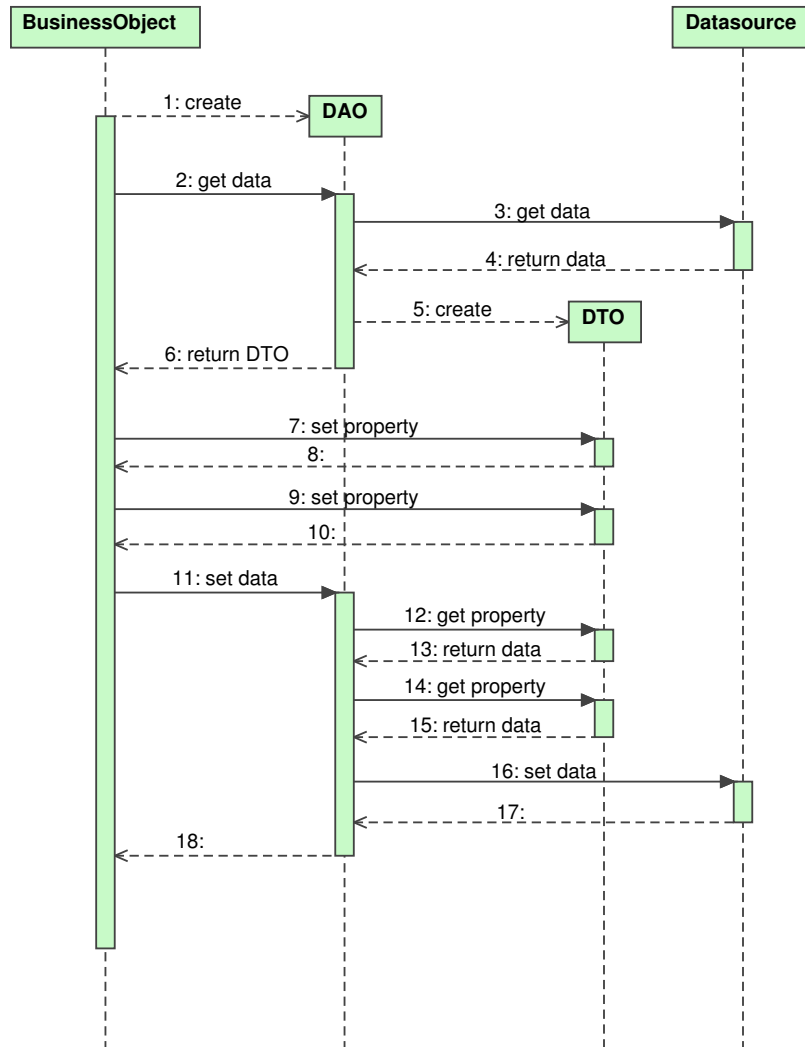 BusinessObject
Datasource
1: create
DAO
2: get data
3: get data
4: return data
5: create
DTO
6: return DTO
7: set property
8:
9: set property
10:
11: set data
12: get property
13: return data
14: get property
15: return data
16: set data
17:
18: